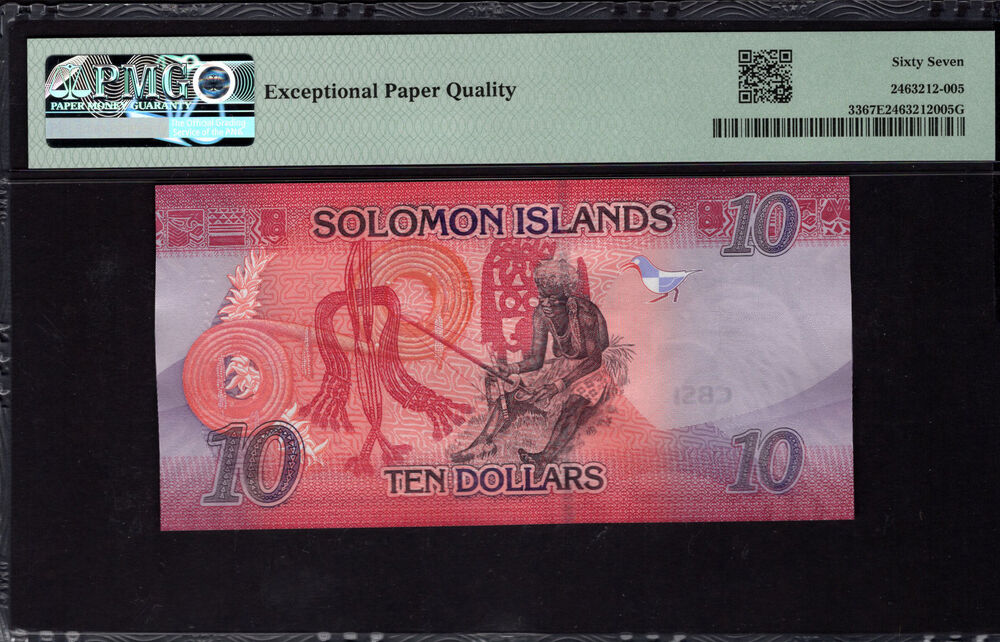 PMG
PAPER MONEY GUARANTY
The Official Grading
Service of the ANA
Exceptional Paper Quality
Sixty Seven
2463212-005
3367E2463212005G
SOLOMON ISLANDS
10
CBSI
10
TEN DOLLARS
10